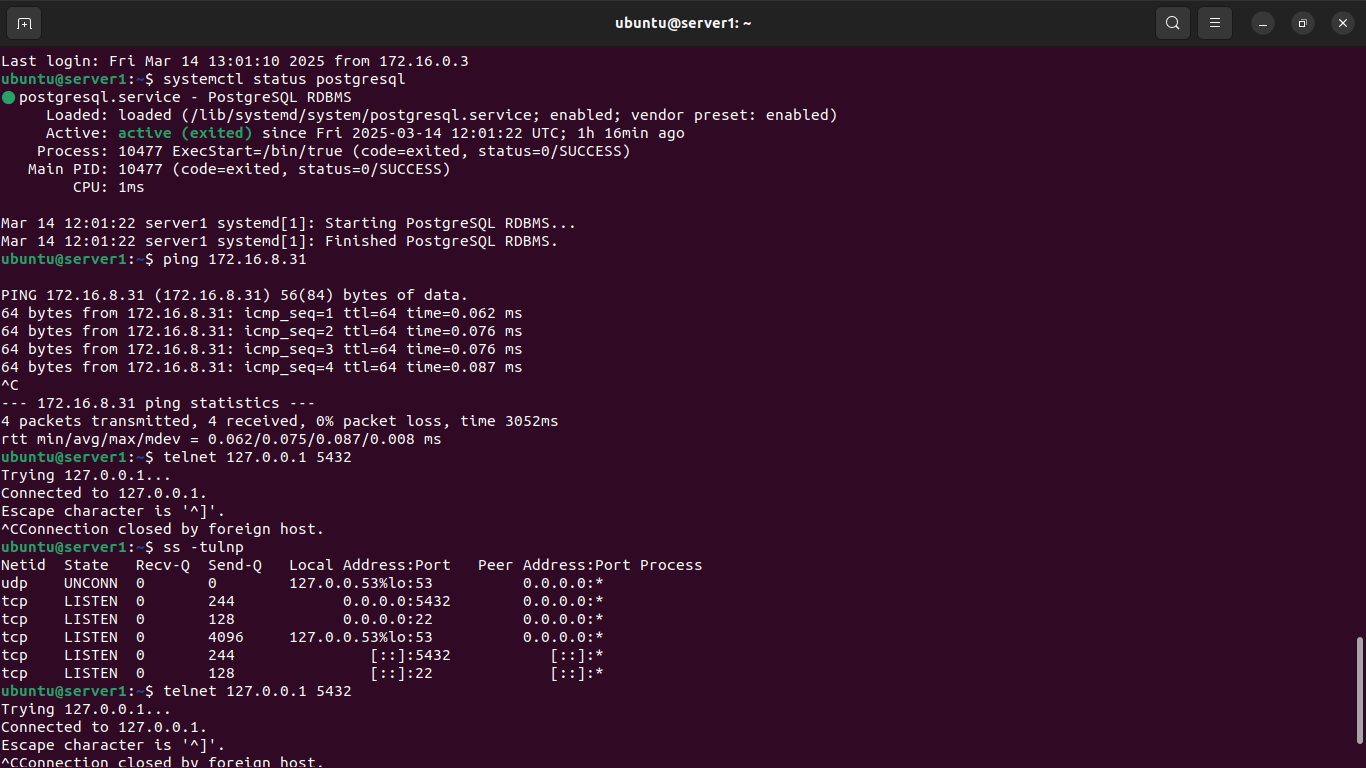 ubuntu@server1: ~
Last login: Fri Mar 14 13:01:10 2025 from 172.16.0.3
ubuntu@server1:~$ systemctl status postgresql
● postgresql.service - PostgreSQL RDBMS
     Loaded: loaded (/lib/systemd/system/postgresql.service; enabled; vendor preset: enabled)
     Active: active (exited) since Fri 2025-03-14 12:01:22 UTC; 1h 16min ago
    Process: 10477 ExecStart=/bin/true (code=exited, status=0/SUCCESS)
   Main PID: 10477 (code=exited, status=0/SUCCESS)
        CPU: 1ms

Mar 14 12:01:22 server1 systemd[1]: Starting PostgreSQL RDBMS...
Mar 14 12:01:22 server1 systemd[1]: Finished PostgreSQL RDBMS.
ubuntu@server1:~$ ping 172.16.8.31

PING 172.16.8.31 (172.16.8.31) 56(84) bytes of data.
64 bytes from 172.16.8.31: icmp_seq=1 ttl=64 time=0.062 ms
64 bytes from 172.16.8.31: icmp_seq=2 ttl=64 time=0.076 ms
64 bytes from 172.16.8.31: icmp_seq=3 ttl=64 time=0.076 ms
64 bytes from 172.16.8.31: icmp_seq=4 ttl=64 time=0.087 ms
^C
--- 172.16.8.31 ping statistics ---
4 packets transmitted, 4 received, 0% packet loss, time 3052ms
rtt min/avg/max/mdev = 0.062/0.075/0.087/0.008 ms
ubuntu@server1:~$ telnet 127.0.0.1 5432
Trying 127.0.0.1...
Connected to 127.0.0.1.
Escape character is '^]'.
^CConnection closed by foreign host.
ubuntu@server1:~$ ss -tulnp
Netid  State   Recv-Q  Send-Q   Local Address:Port   Peer Address:Port Process
udp    UNCONN  0       0        127.0.0.53%lo:53          0.0.0.0:*
tcp    LISTEN  0       244            0.0.0.0:5432        0.0.0.0:*
tcp    LISTEN  0       128            0.0.0.0:22          0.0.0.0:*
tcp    LISTEN  0       4096     127.0.0.53%lo:53          0.0.0.0:*
tcp    LISTEN  0       244               [::]:5432           [::]:*
tcp    LISTEN  0       128               [::]:22             [::]:*
ubuntu@server1:~$ telnet 127.0.0.1 5432
Trying 127.0.0.1...
Connected to 127.0.0.1.
Escape character is '^]'.
^CConnection closed by foreign host.